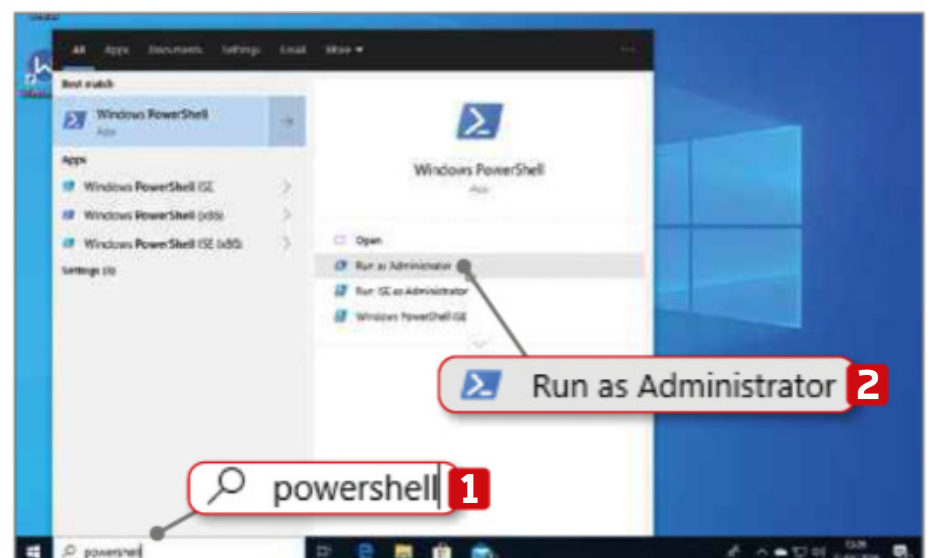 All Apps Documents Settings Email More
Best match
Windows PowerShell
App
Apps
Windows PowerShell ISE
Windows PowerShell (x86)
Windows PowerShell ISE (x86)
Settings (3)
Windows PowerShell
App
Open
Run as Administrator
Run ISE as Administrator
Windows PowerShell ISE
Run as Administrator 2
powershell 1
powershell